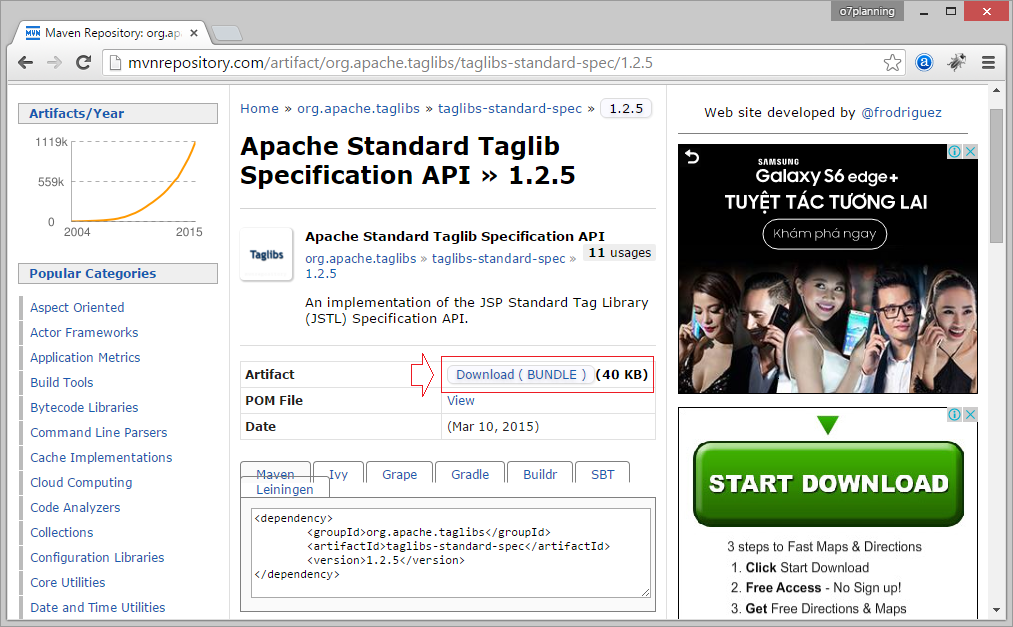 o7planning
MVN Maven Repository: org.ap
mvnrepository.com/artifact/org.apache.taglibs/taglibs-standard-spec/1.2.5
Artifacts/Year
1119k
559k
0
2004 2015
Popular Categories
Aspect Oriented
Actor Frameworks
Application Metrics
Build Tools
Bytecode Libraries
Command Line Parsers
Cache Implementations
Cloud Computing
Code Analyzers
Collections
Configuration Libraries
Core Utilities
Date and Time Utilities
Home » org.apache.taglibs » taglibs-standard-spec » 1.2.5
Apache Standard Taglib
Specification API » 1.2.5
Taglibs
Apache Standard Taglib Specification API
org.apache.taglibs » taglibs-standard-spec »
1.2.5
11 usages
An implementation of the JSP Standard Tag Library
(JSTL) Specification API.
Artifact Download ( BUNDLE ) (40 KB)
POM File View
Date (Mar 10, 2015)
Maven Ivy Grape Gradle Buildr SBT
Leiningen
<dependency>
<groupId>org.apache.taglibs</groupId>
<artifactId>taglibs-standard-spec</artifactId>
<version>1.2.5</version>
</dependency>
Web site developed by @frodriguez
SAMSUNG
Galaxy S6 edge+
TUYỆT TÁC TƯƠNG LAI
Khám phá ngay
START DOWNLOAD
3 steps to Fast Maps & Directions
1. Click Start Download
2. Free Access - No Sign up!
3. Get Free Directions & Maps